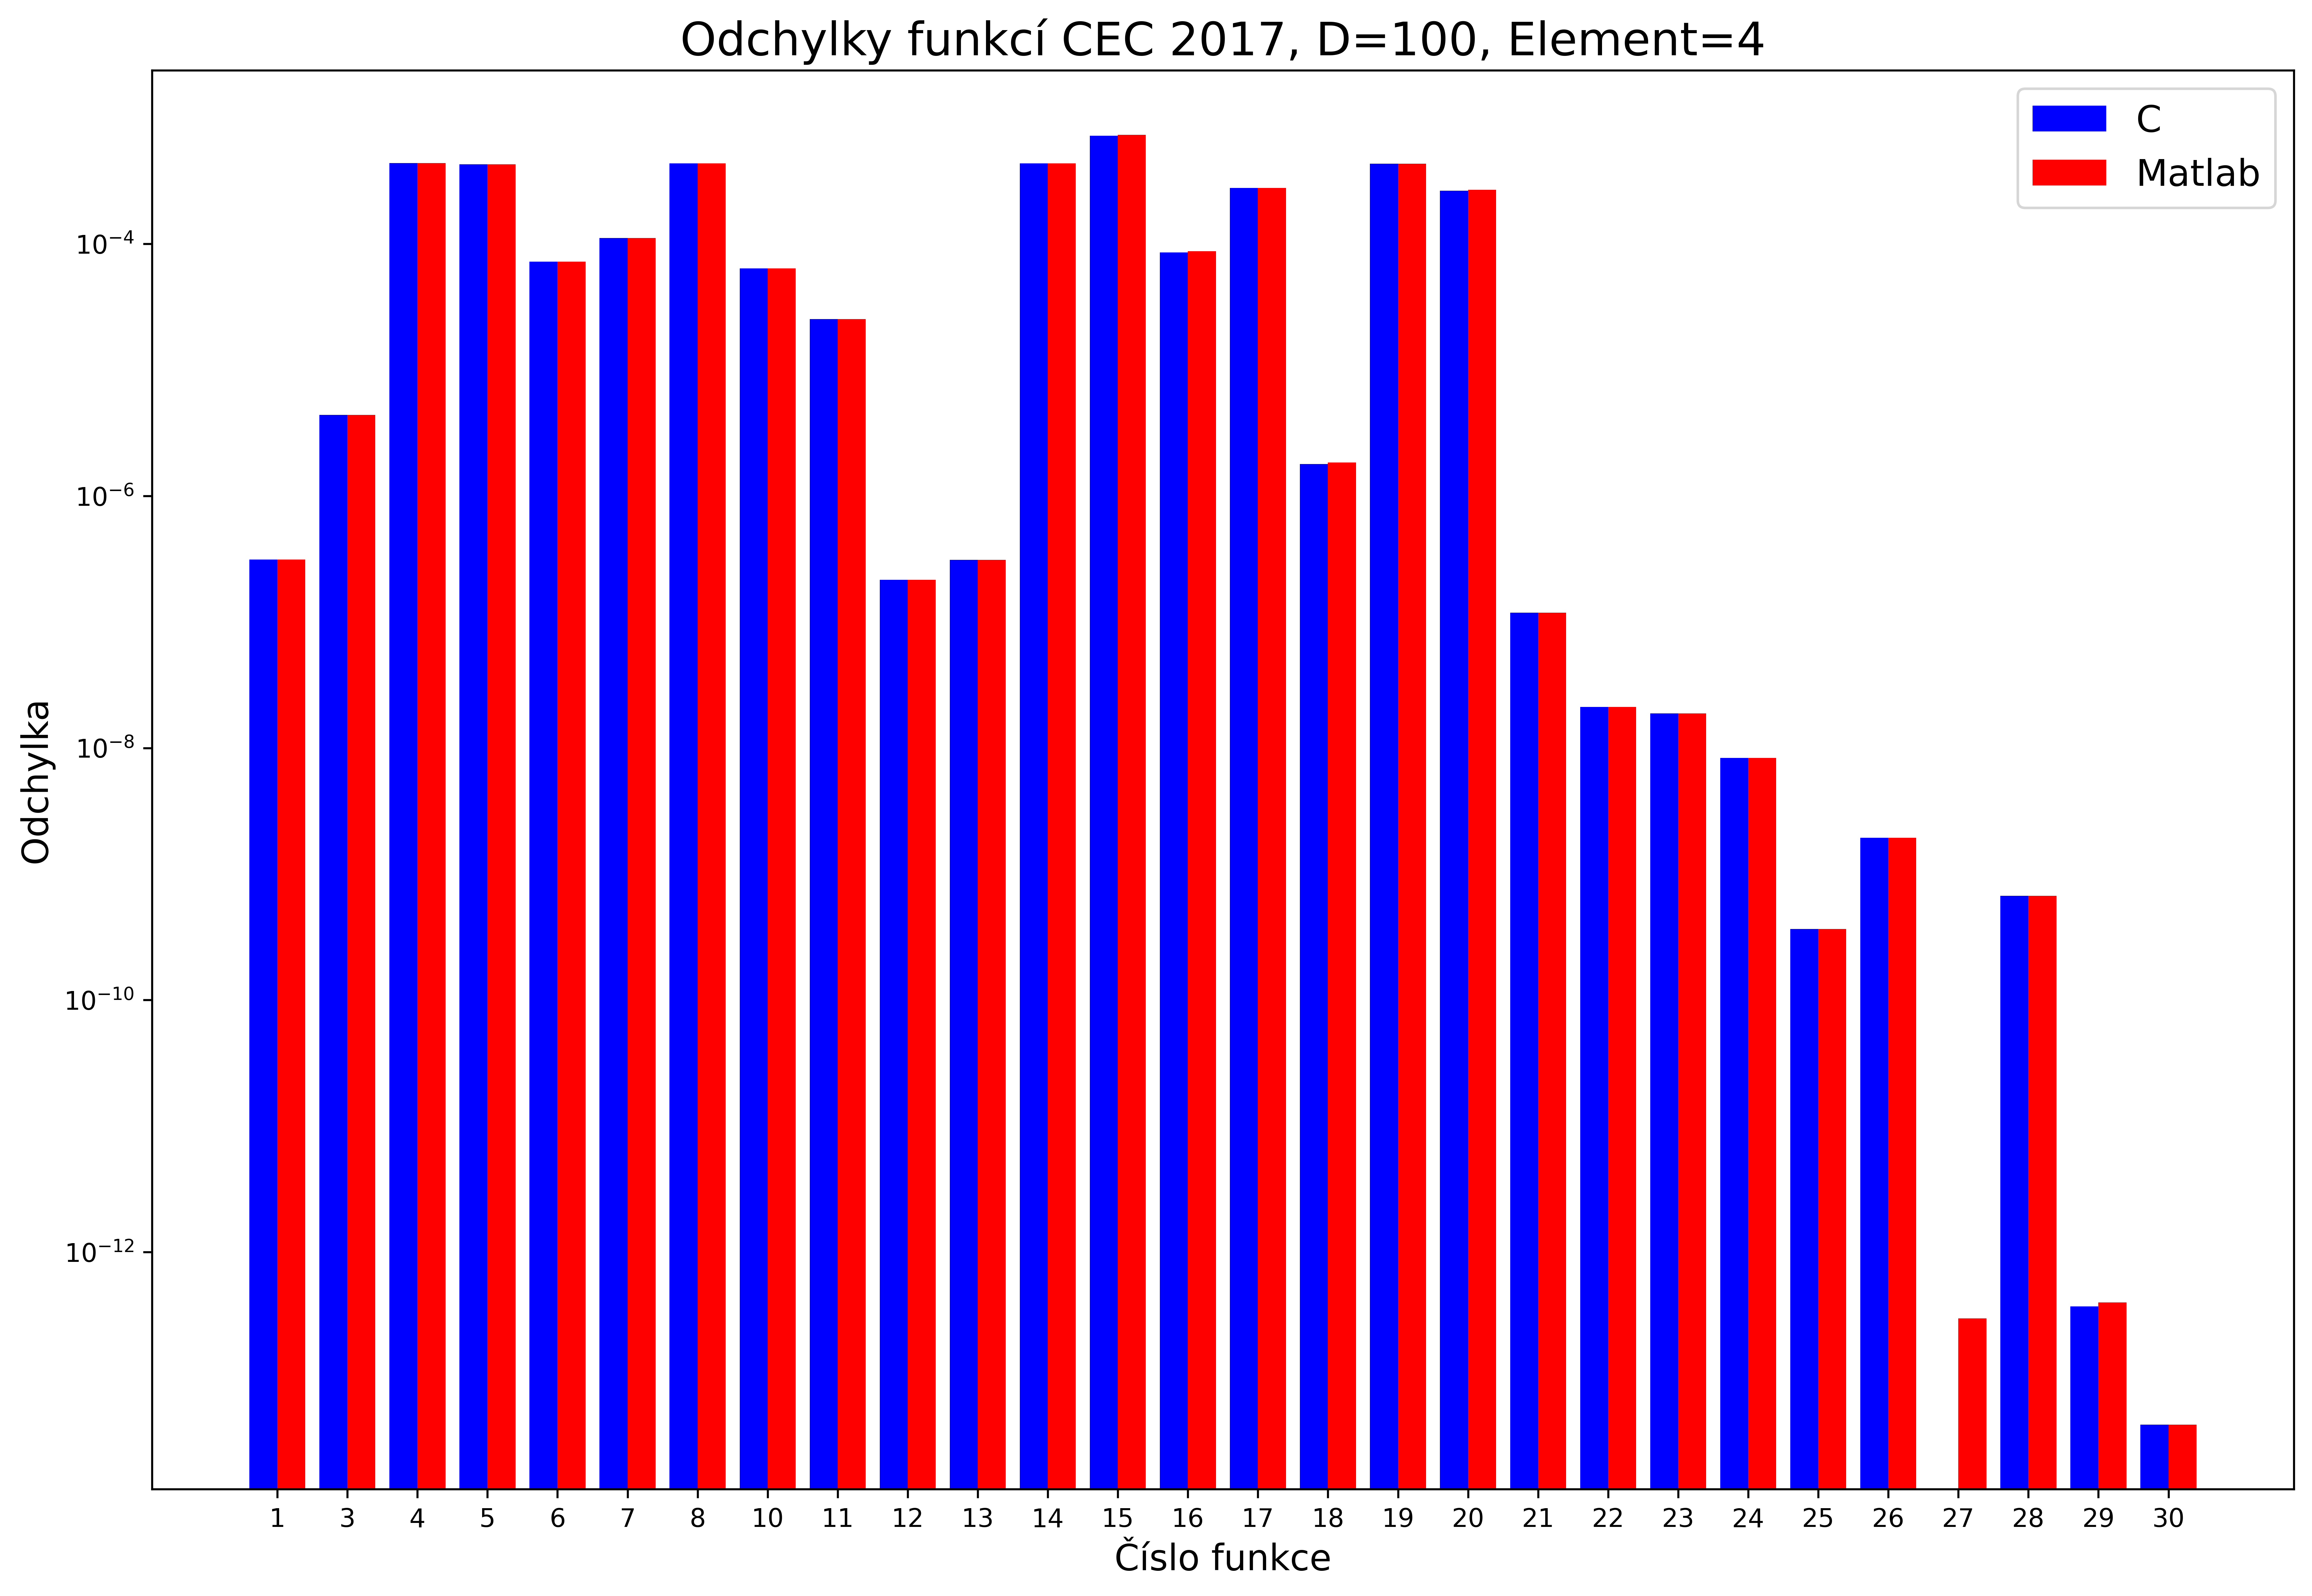 Odchylky funkcí CEC 2017, D=100, Element=4
C
Matlab
Odchylka
10⁻⁴
10⁻⁶
10⁻⁸
10⁻¹⁰
10⁻¹²
1 3 4 5 6 7 8 10 11 12 13 14 15 16 17 18 19 20 21 22 23 24 25 26 27 28 29 30
Číslo funkce